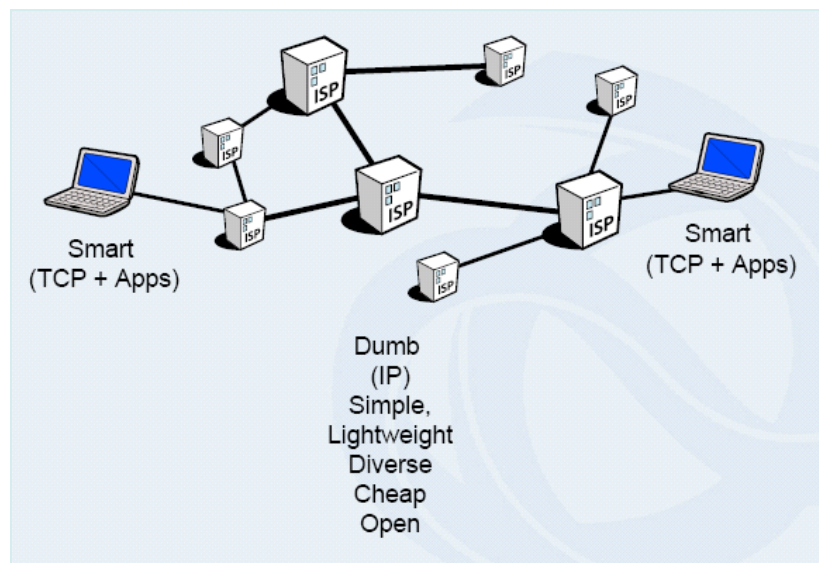 ISP
ISP
ISP
ISP
ISP
ISP
ISP
ISP
Smart
(TCP + Apps)
Smart
(TCP + Apps)
Dumb
(IP)
Simple,
Lightweight
Diverse
Cheap
Open